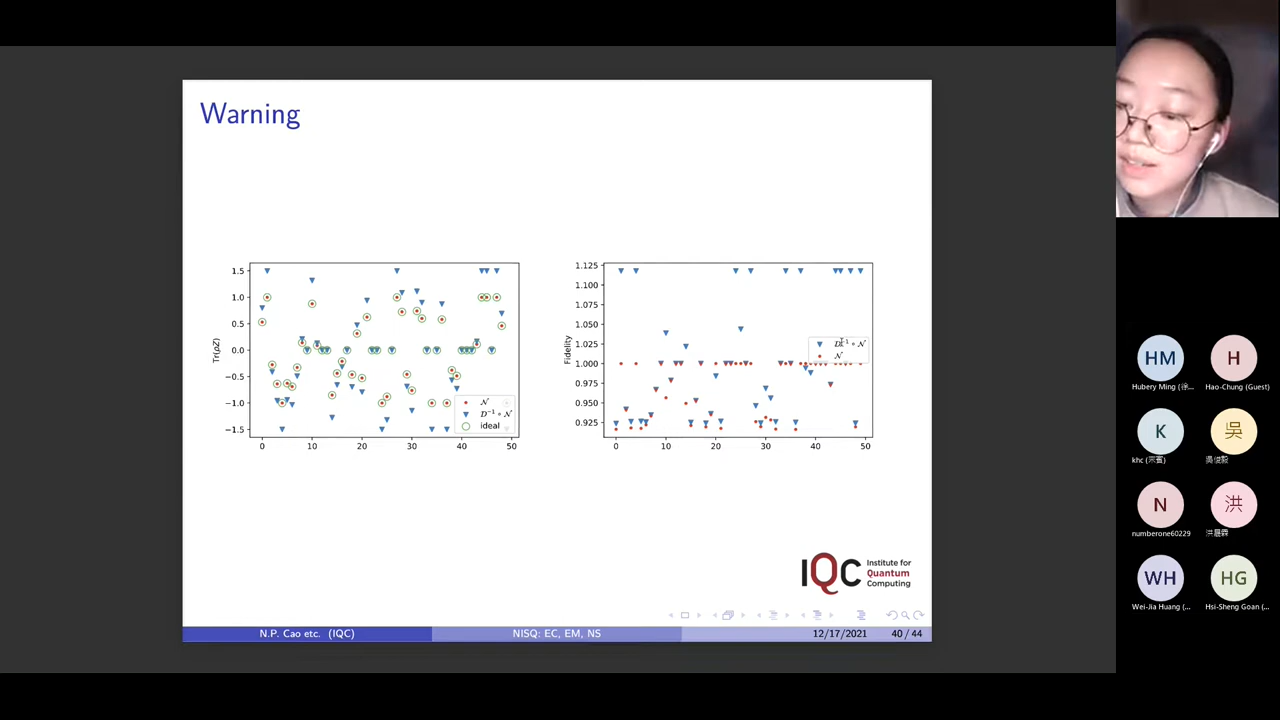 Warning
1.5
1.0
0.5
0.0
−0.5
−1.0
−1.5
Tr(ρZ)
0 10 20 30 40 50
𝒩
𝒟⁻¹ ∘ 𝒩
ideal
1.125
1.100
1.075
1.050
1.025
1.000
0.975
0.950
0.925
Fidelity
0 10 20 30 40 50
𝒟⁻¹ ∘ 𝒩
𝒩
IQC Institute for
Quantum
Computing
N.P. Cao etc. (IQC) NISQ: EC, EM, NS 12/17/2021 40 / 44
HM H
Hubery Ming (徐... Hao-Chung (Guest)
K 吳
N 洪
numberone60229
WH HG
Wei-Jia Huang (... Hsi-Sheng Goan (...